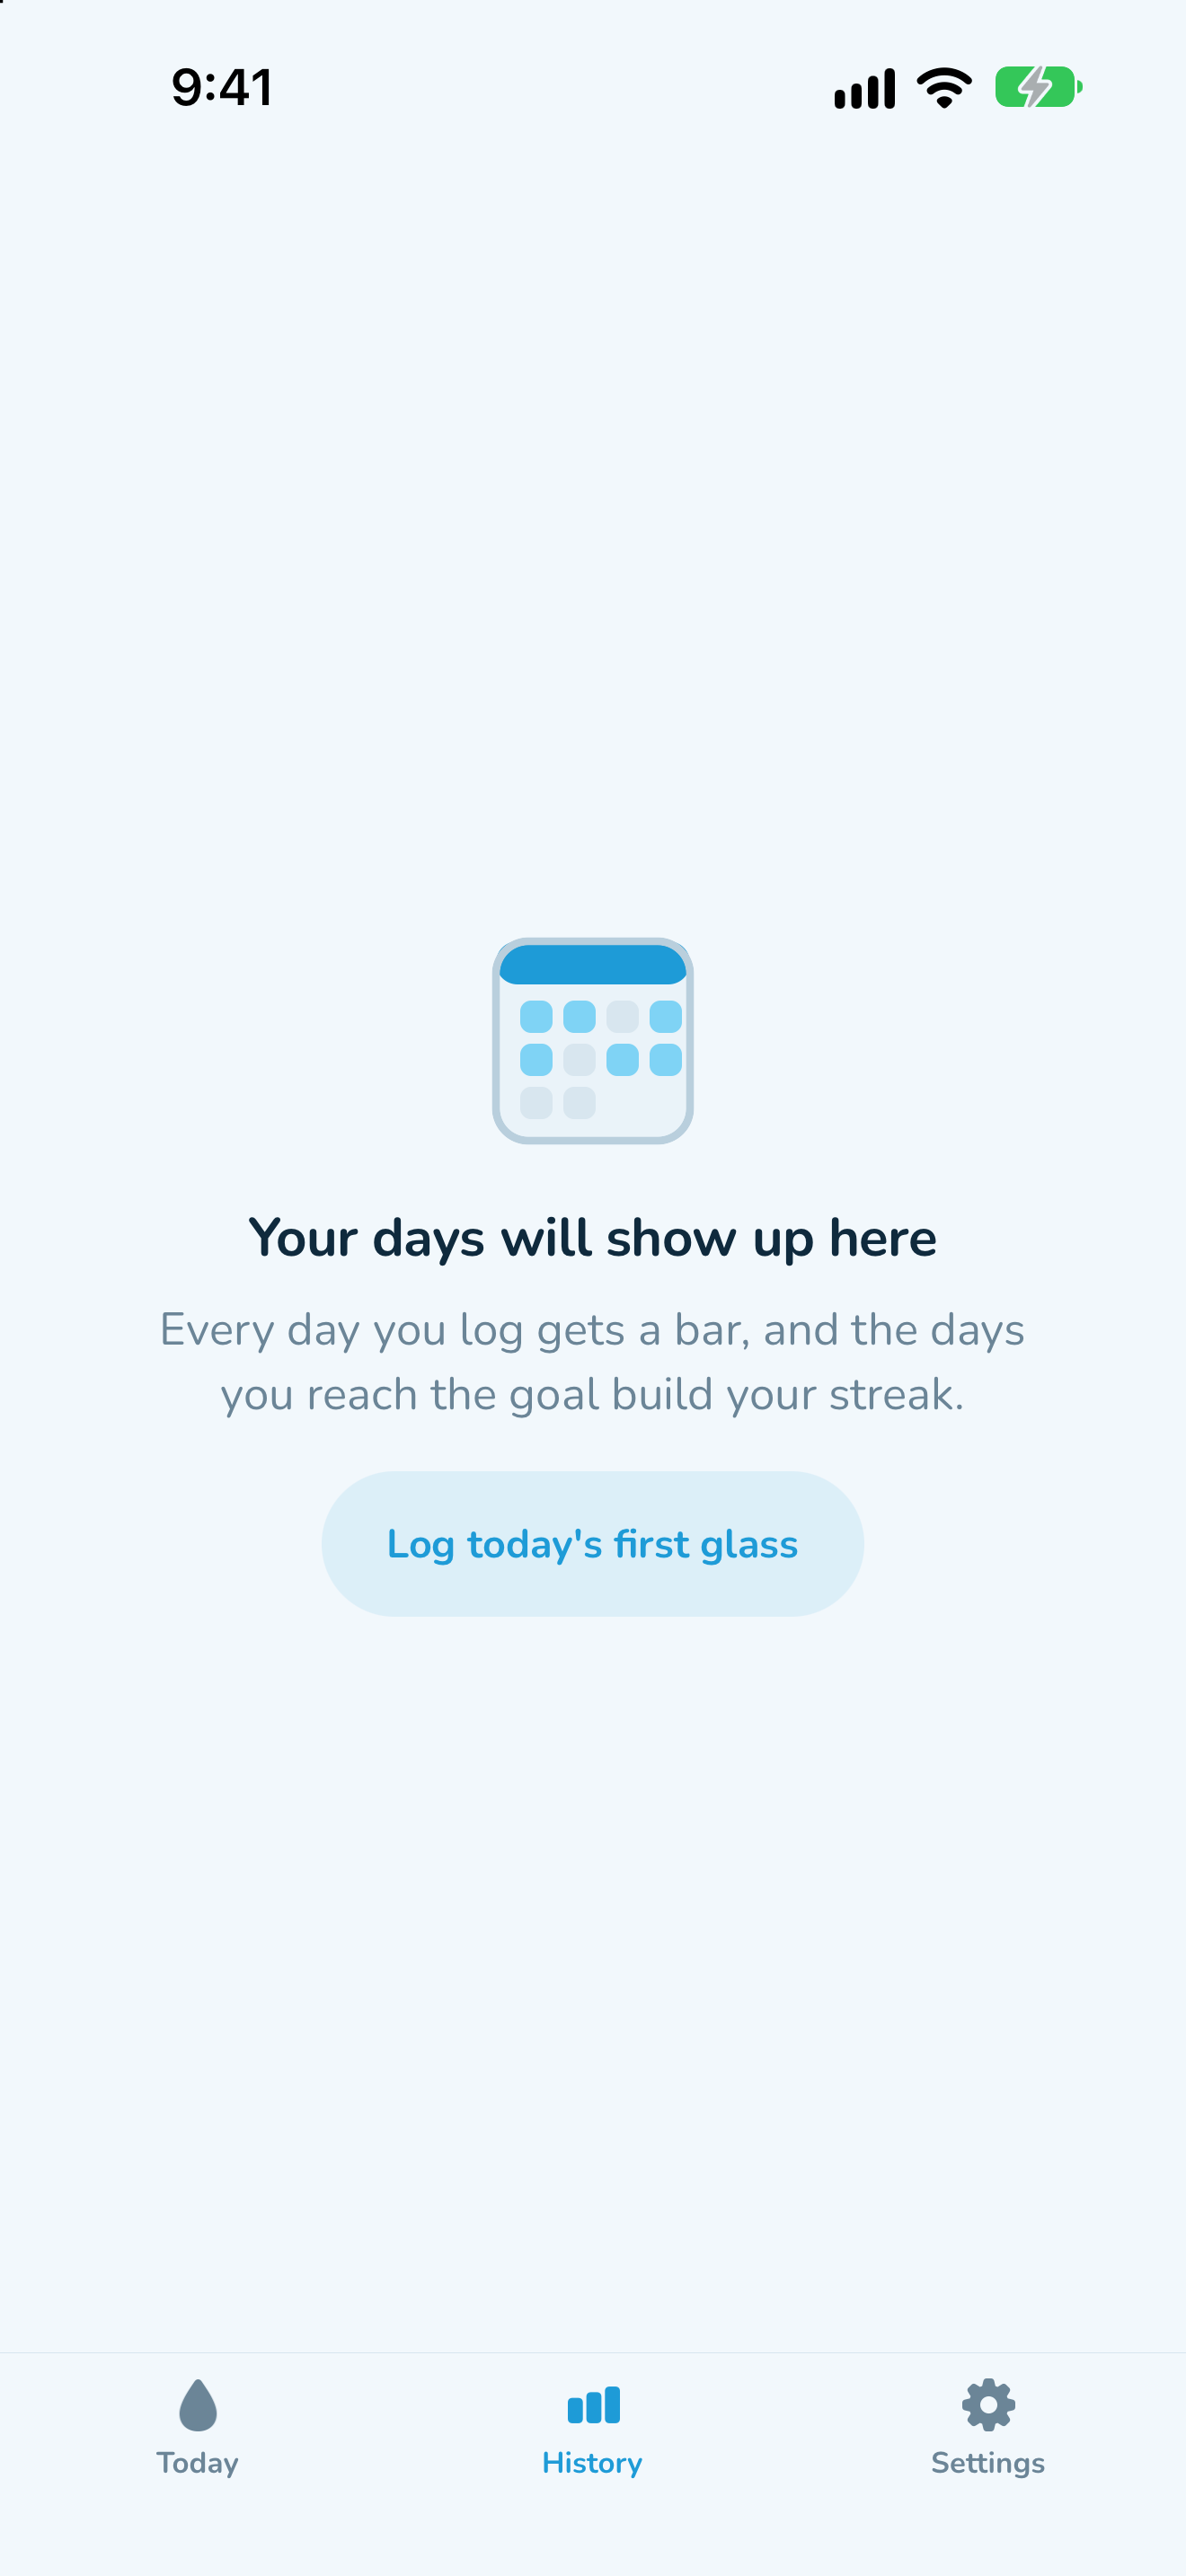 9:41
Your days will show up here
Every day you log gets a bar, and the days
you reach the goal build your streak.
Log today's first glass
Today
History
Settings